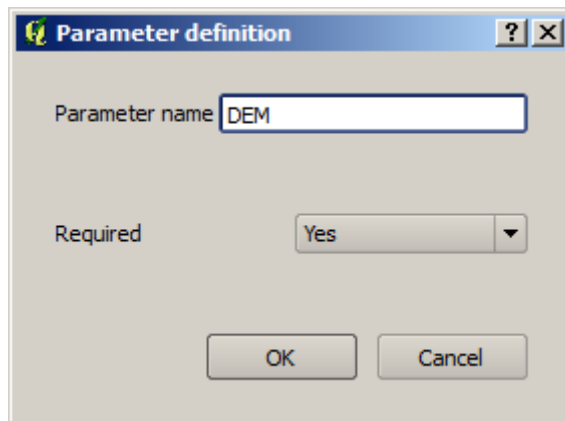 Parameter definition
Parameter name DEM
Required Yes
OK Cancel